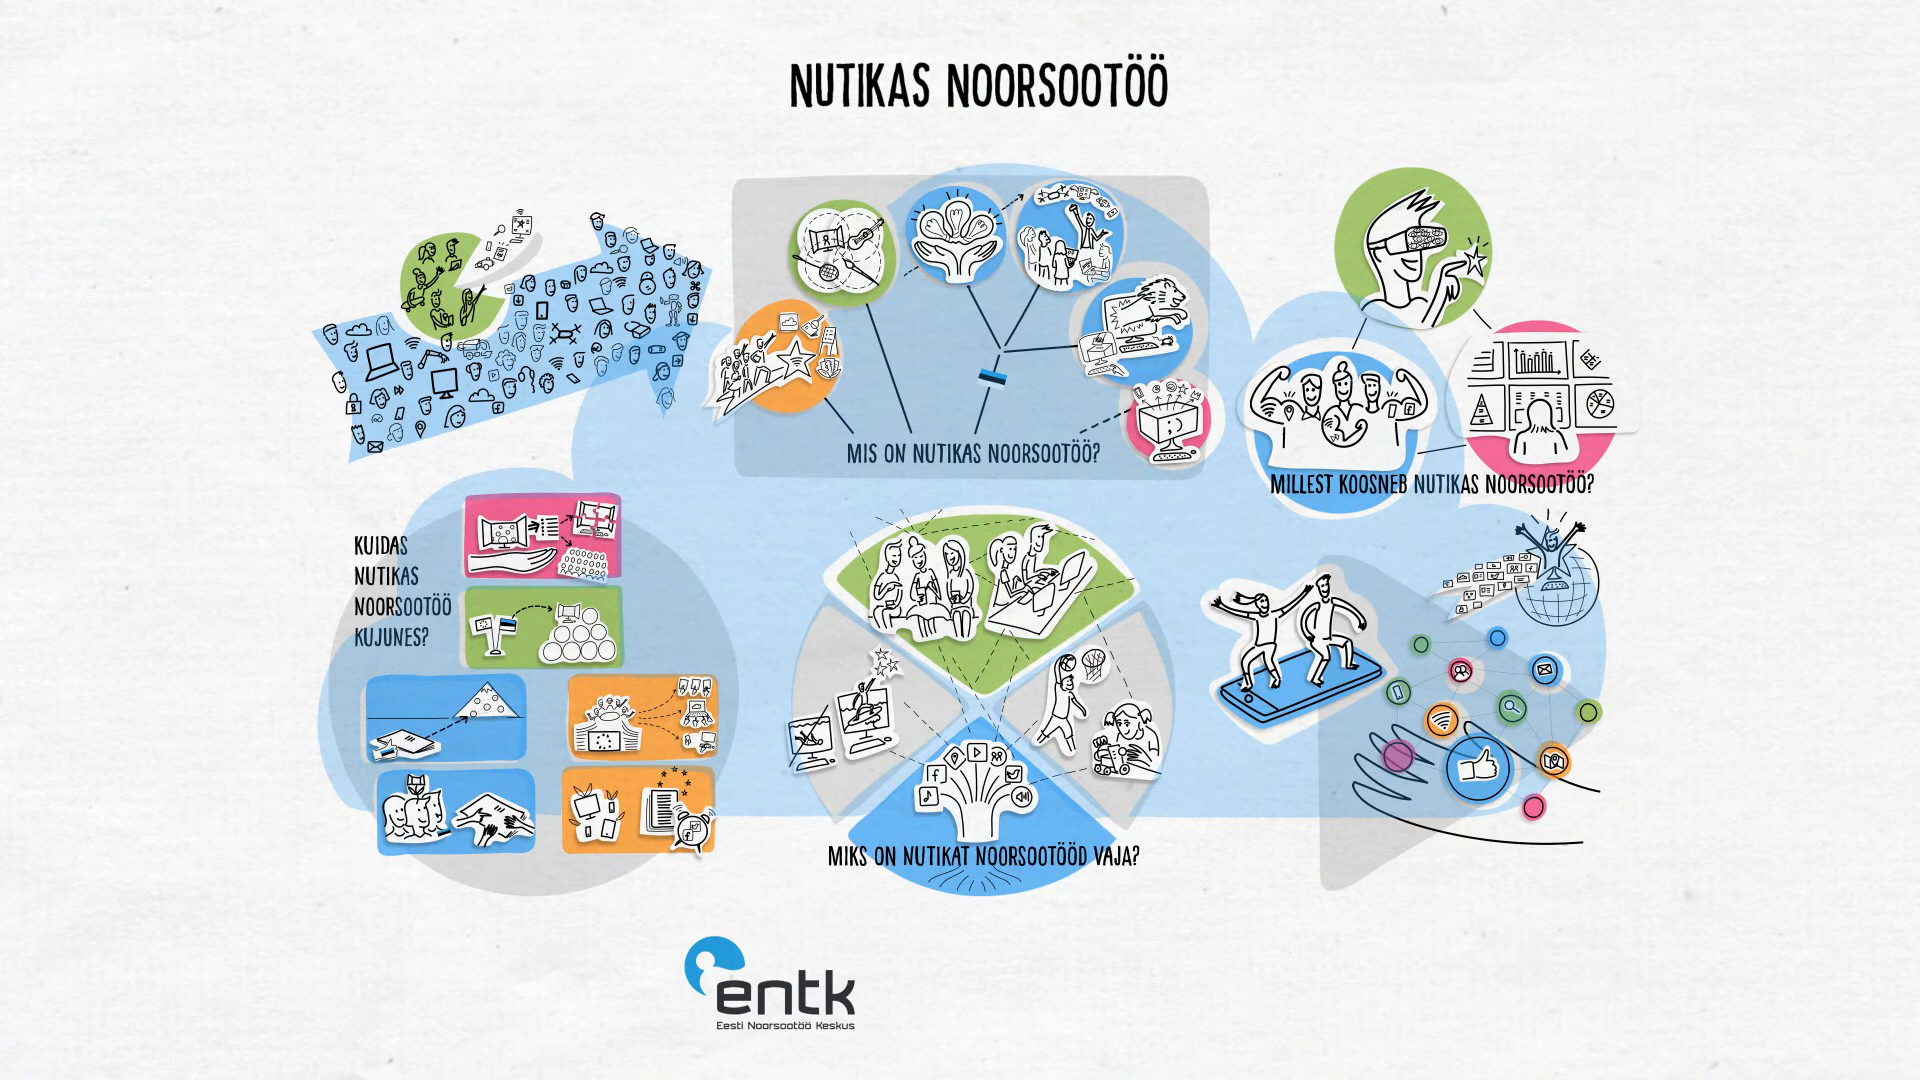 NUTIKAS NOORSOOTÖÖ
MIS ON NUTIKAS NOORSOOTÖÖ?
MILLEST KOOSNEB NUTIKAS NOORSOOTÖÖ?
KUIDAS
NUTIKAS
NOORSOOTÖÖ
KUJUNES?
MIKS ON NUTIKAT NOORSOOTÖÖD VAJA?
entk
Eesti Noorsootöö Keskus